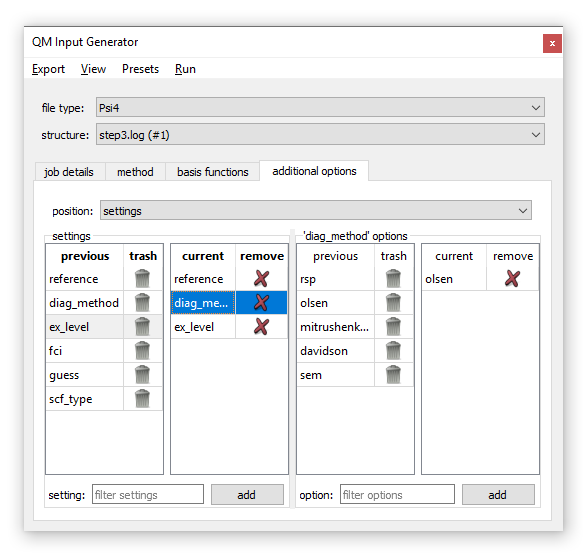 QM Input Generator
x
Export View Presets Run
file type: Psi4
structure: step3.log (#1)
job details method basis functions additional options
position: settings
settings 'diag_method' options
previous trash current remove previous trash current remove
reference reference rsp olsen
diag_method diag_me... olsen
ex_level ex_level mitrushenk...
fci davidson
guess sem
scf_type
setting: filter settings add option: filter options add